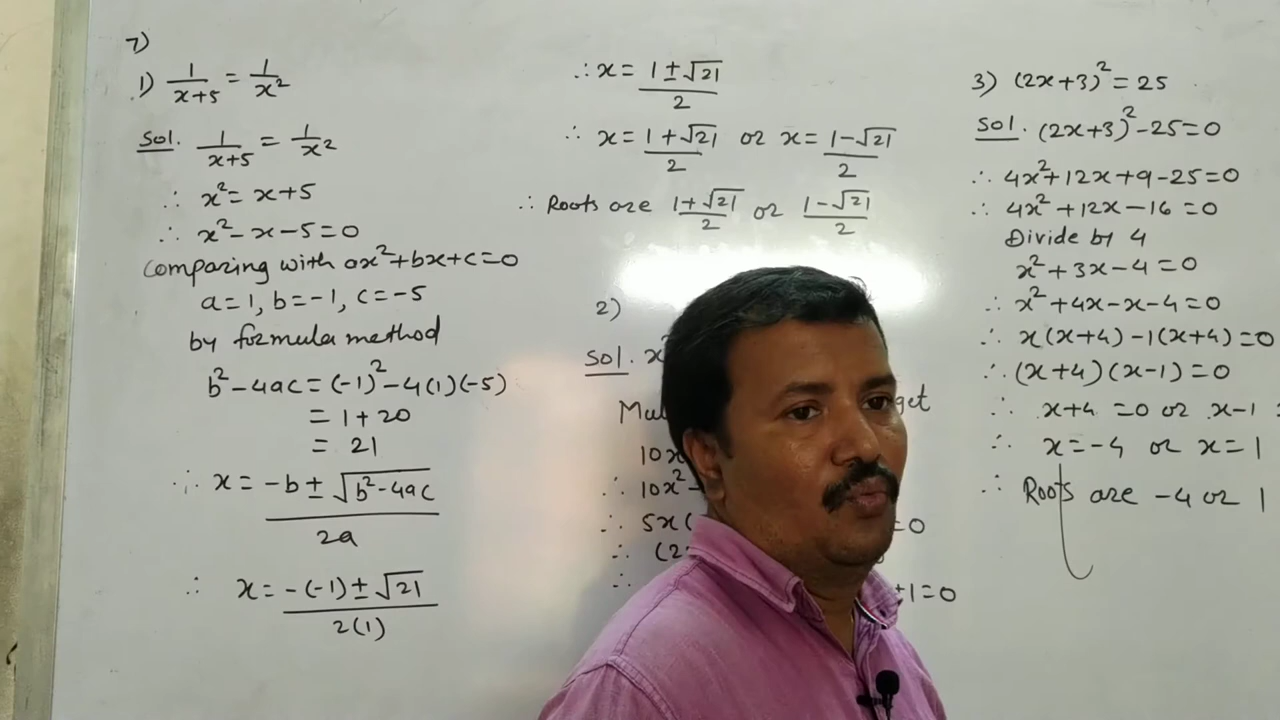 7)
1) 1/(x+5) = 1/x²
Sol. 1/(x+5) = 1/x²
∴ x² = x+5
∴ x²-x-5=0
Comparing with ax²+bx+c=0
a=1, b=-1, c=-5
by formula method
b²-4ac = (-1)²-4(1)(-5)
= 1+20
= 21
∴ x = (-b ± √(b²-4ac))/2a
∴ x = (-(-1) ± √21)/2(1)
∴ x = (1±√21)/2
∴ x = (1+√21)/2 or x = (1-√21)/2
∴ Roots are (1+√21)/2 or (1-√21)/2
2)
Sol. x
get
10x
∴ 10x²-
∴ 5x( =0
∴ (2
∴ +1=0
3) (2x+3)² = 25
Sol. (2x+3)²-25=0
∴ 4x²+12x+9-25=0
∴ 4x²+12x-16=0
Divide by 4
x²+3x-4=0
∴ x²+4x-x-4=0
∴ x(x+4)-1(x+4)=0
∴ (x+4)(x-1)=0
∴ x+4=0 or x-1
∴ x=-4 or x=1
∴ Roots are -4 or 1